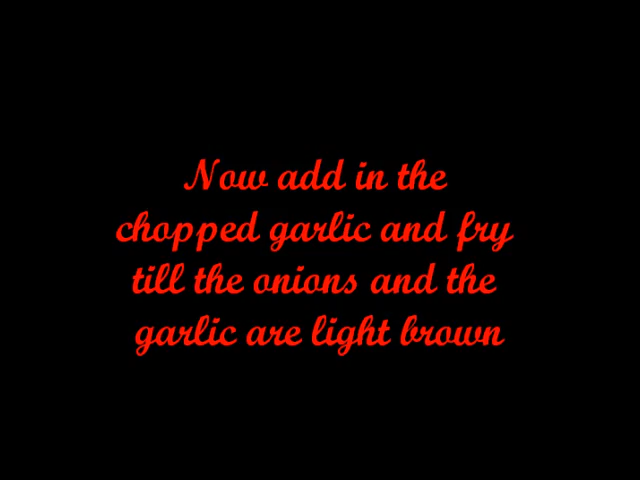 Now add in the
chopped garlic and fry
till the onions and the
garlic are light brown